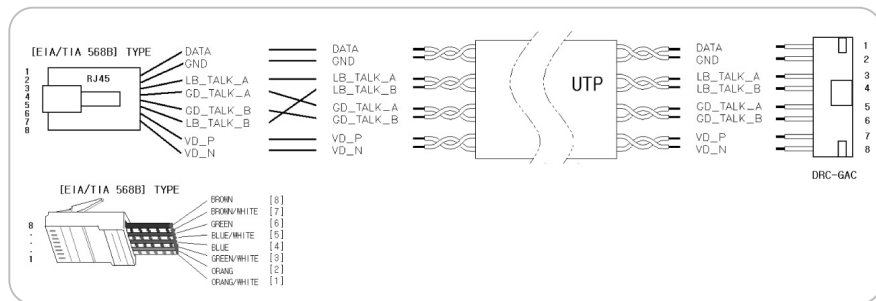 [EIA/TIA 568B] TYPE
RJ45
1
2
3
4
5
6
7
8
DATA
GND
LB_TALK_A
GD_TALK_A
GD_TALK_B
LB_TALK_B
VD_P
VD_N
DATA
GND
LB_TALK_A
LB_TALK_B
GD_TALK_A
GD_TALK_B
VD_P
VD_N
UTP
DATA
GND
LB_TALK_A
LB_TALK_B
GD_TALK_A
GD_TALK_B
VD_P
VD_N
1
2
3
4
5
6
7
8
DRC-GAC
[EIA/TIA 568B] TYPE
8
.
.
.
1
BROWN [8]
BROWN/WHITE [7]
GREEN [6]
BLUE/WHITE [5]
BLUE [4]
GREEN/WHITE [3]
ORANG [2]
ORANG/WHITE [1]